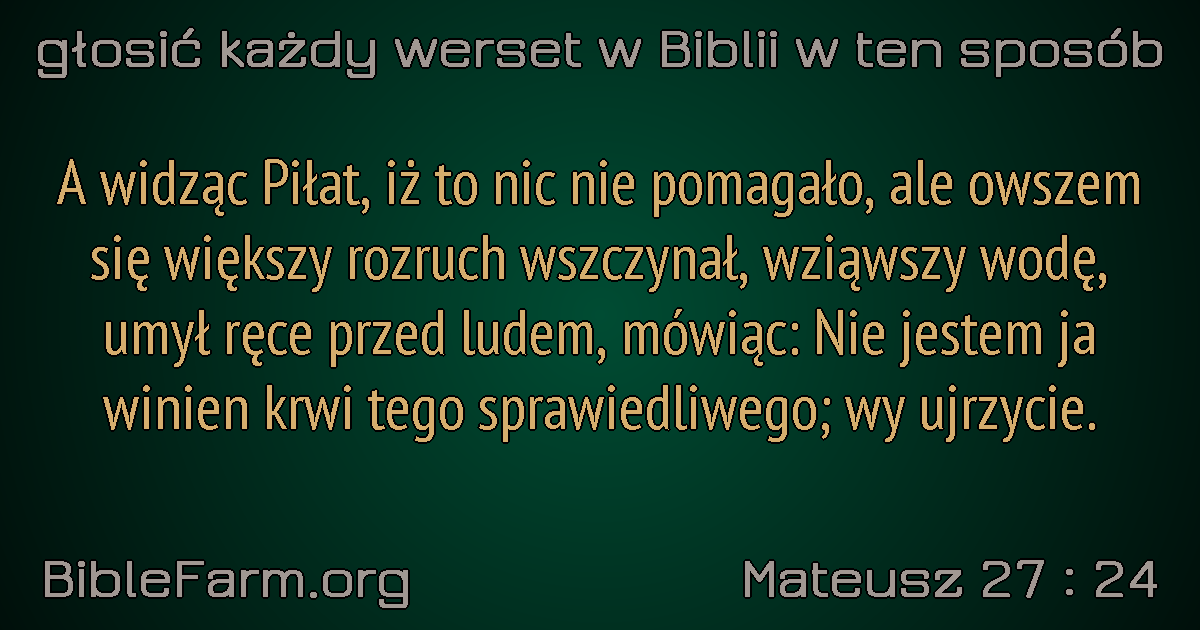 głosić każdy werset w Biblii w ten sposób
A widząc Piłat, iż to nic nie pomagało, ale owszem
się większy rozruch wszczynał, wziąwszy wodę,
umył ręce przed ludem, mówiąc: Nie jestem ja
winien krwi tego sprawiedliwego; wy ujrzycie.
BibleFarm.org
Mateusz 27 : 24